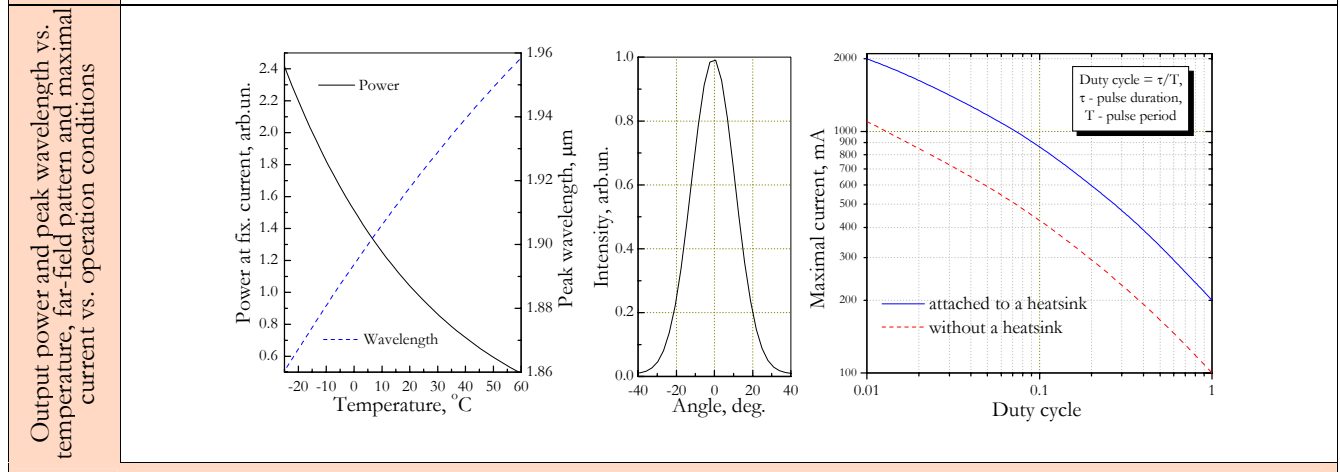 Output power and peak wavelength vs.
temperature, far-field pattern and maximal
current vs. operation conditions
Power at fix. current, arb.un.
2.4
2.2
2.0
1.8
1.6
1.4
1.2
1.0
0.8
0.6
Power
Wavelength
-20 -10 0 10 20 30 40 50 60
Temperature, °C
1.96
1.94
1.92
1.90
1.88
1.86
Peak wavelength, μm
Intensity, arb.un.
1.0
0.8
0.6
0.4
0.2
0.0
-40 -20 0 20 40
Angle, deg.
Maximal current, mA
2000
1000
900
800
700
600
500
400
300
200
100
Duty cycle = τ/T,
τ - pulse duration,
T - pulse period
attached to a heatsink
without a heatsink
0.01 0.1 1
Duty cycle